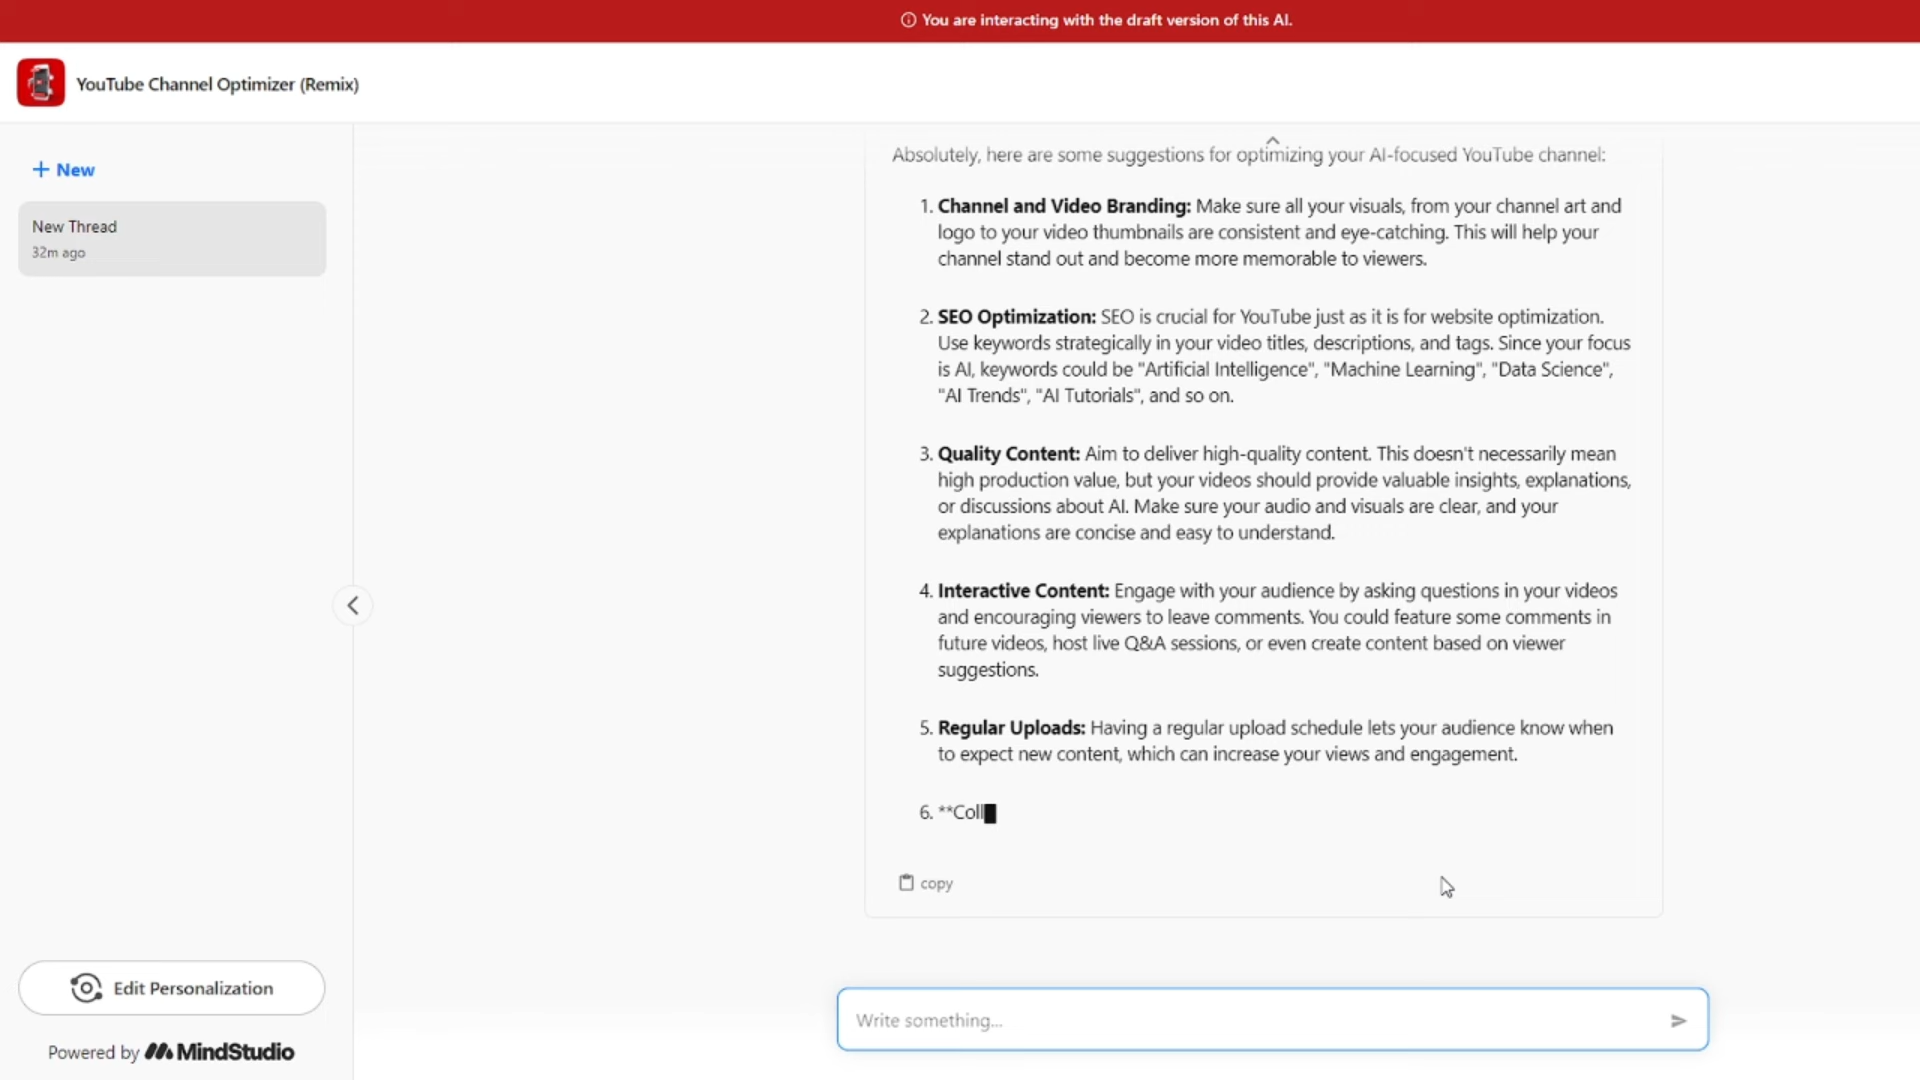 You are interacting with the draft version of this AI.
YouTube Channel Optimizer (Remix)
New
New Thread
32m ago
Absolutely, here are some suggestions for optimizing your AI-focused YouTube channel:
1. Channel and Video Branding: Make sure all your visuals, from your channel art and
logo to your video thumbnails are consistent and eye-catching. This will help your
channel stand out and become more memorable to viewers.
2. SEO Optimization: SEO is crucial for YouTube just as it is for website optimization.
Use keywords strategically in your video titles, descriptions, and tags. Since your focus
is AI, keywords could be "Artificial Intelligence", "Machine Learning", "Data Science",
"AI Trends", "AI Tutorials", and so on.
3. Quality Content: Aim to deliver high-quality content. This doesn't necessarily mean
high production value, but your videos should provide valuable insights, explanations,
or discussions about AI. Make sure your audio and visuals are clear, and your
explanations are concise and easy to understand.
4. Interactive Content: Engage with your audience by asking questions in your videos
and encouraging viewers to leave comments. You could feature some comments in
future videos, host live Q&A sessions, or even create content based on viewer
suggestions.
5. Regular Uploads: Having a regular upload schedule lets your audience know when
to expect new content, which can increase your views and engagement.
6. **Coll
copy
Edit Personalization
Write something...
Powered by MindStudio